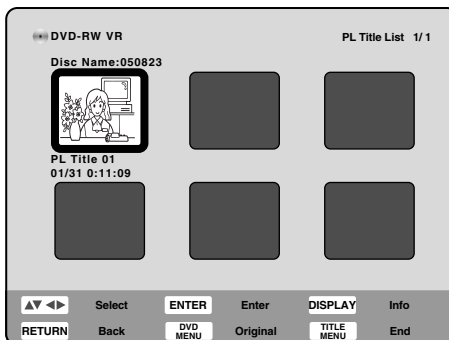 DVD-RW VR PL Title List 1/ 1
Disc Name:050823
PL Title 01
01/31 0:11:09
▲▼ ◀▶ Select ENTER Enter DISPLAY Info
RETURN Back DVD MENU Original TITLE MENU End